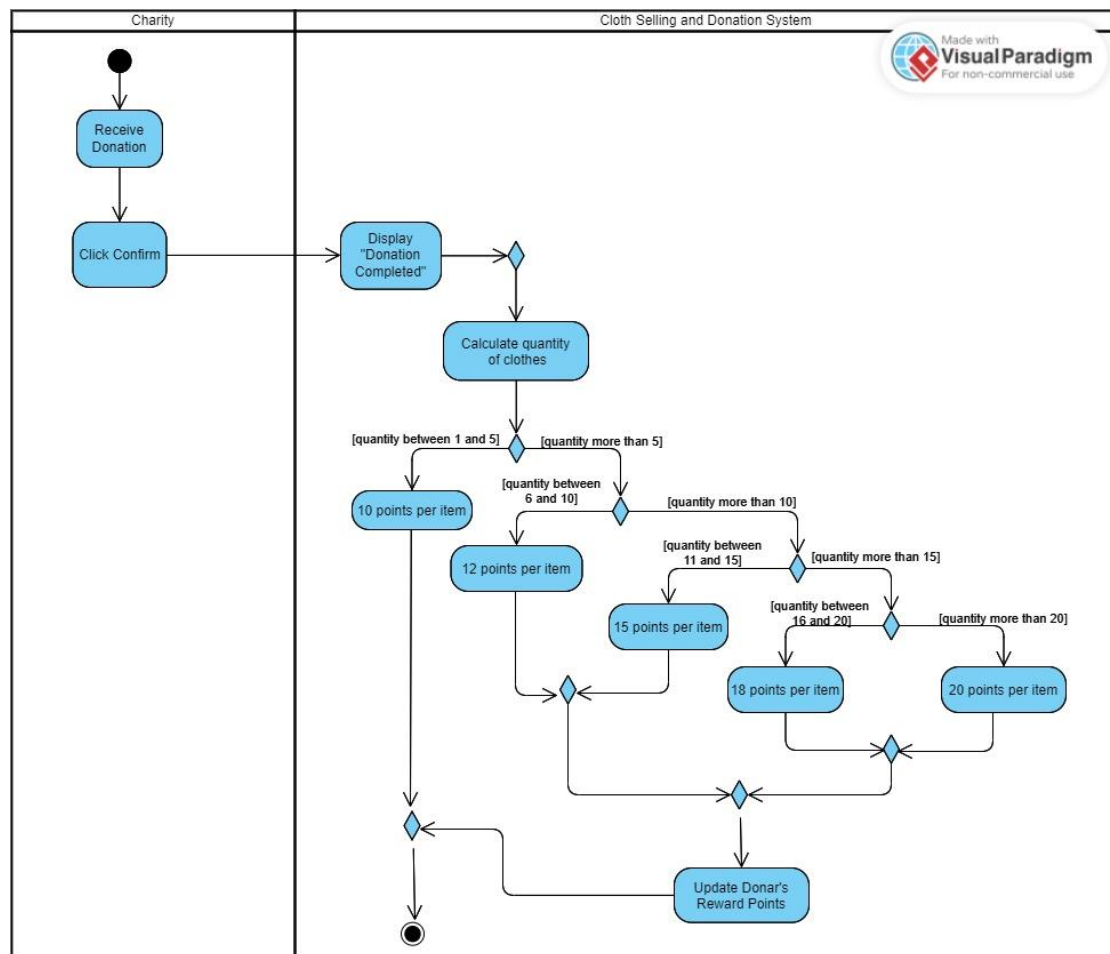 Charity
Cloth Selling and Donation System
Made with
Visual Paradigm
For non-commercial use
Receive
Donation
Click Confirm
Display
"Donation
Completed"
Calculate quantity
of clothes
[quantity between 1 and 5]
[quantity more than 5]
[quantity between
6 and 10]
[quantity more than 10]
10 points per item
12 points per item
[quantity between
11 and 15]
[quantity more than 15]
15 points per item
[quantity between
16 and 20]
[quantity more than 20]
18 points per item
20 points per item
Update Donar's
Reward Points